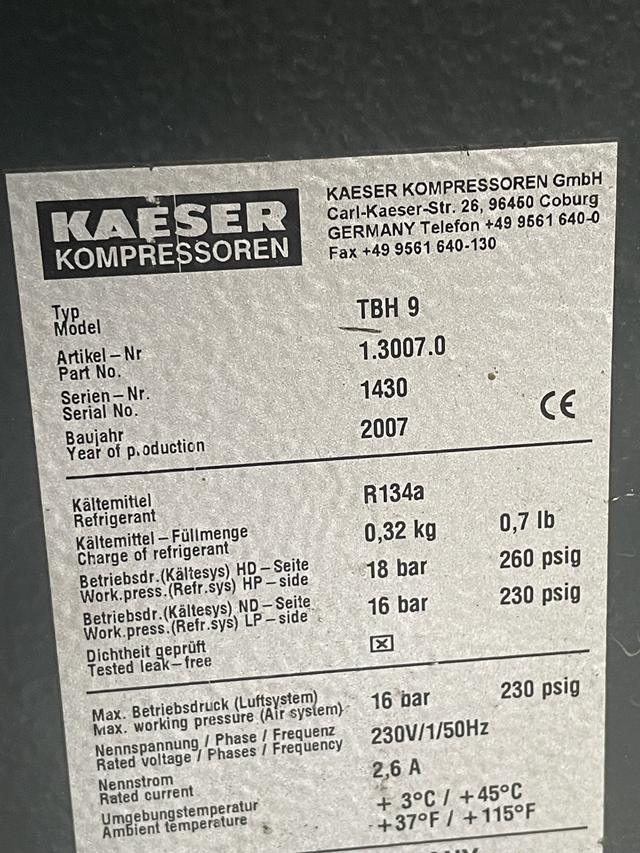 KAESER
KOMPRESSOREN
KAESER KOMPRESSOREN GmbH
Carl-Kaeser-Str. 26, 96450 Coburg
GERMANY Telefon +49 9561 640-0
Fax +49 9561 640-130
Typ
Model
TBH 9
Artikel–Nr
Part No.
1.3007.0
Serien–Nr.
Serial No.
1430
CE
Baujahr
Year of production
2007
Kältemittel
Refrigerant
R134a
Kältemittel–Füllmenge
Charge of refrigerant
0,32 kg 0,7 lb
Betriebsdr.(Kältesys) HD–Seite
Work.press.(Refr.sys) HP–side
18 bar 260 psig
Betriebsdr.(Kältesys) ND–Seite
Work.press.(Refr.sys) LP–side
16 bar 230 psig
Dichtheit geprüft
Tested leak–free
☒
Max. Betriebsdruck (Luftsystem)
Max. working pressure (Air system)
16 bar 230 psig
Nennspannung / Phase / Frequenz
Rated voltage / Phases / Frequency
230V/1/50Hz
Nennstrom
Rated current
2,6 A
Umgebungstemperatur
Ambient temperature
+ 3°C / +45°C
+37°F / +115°F